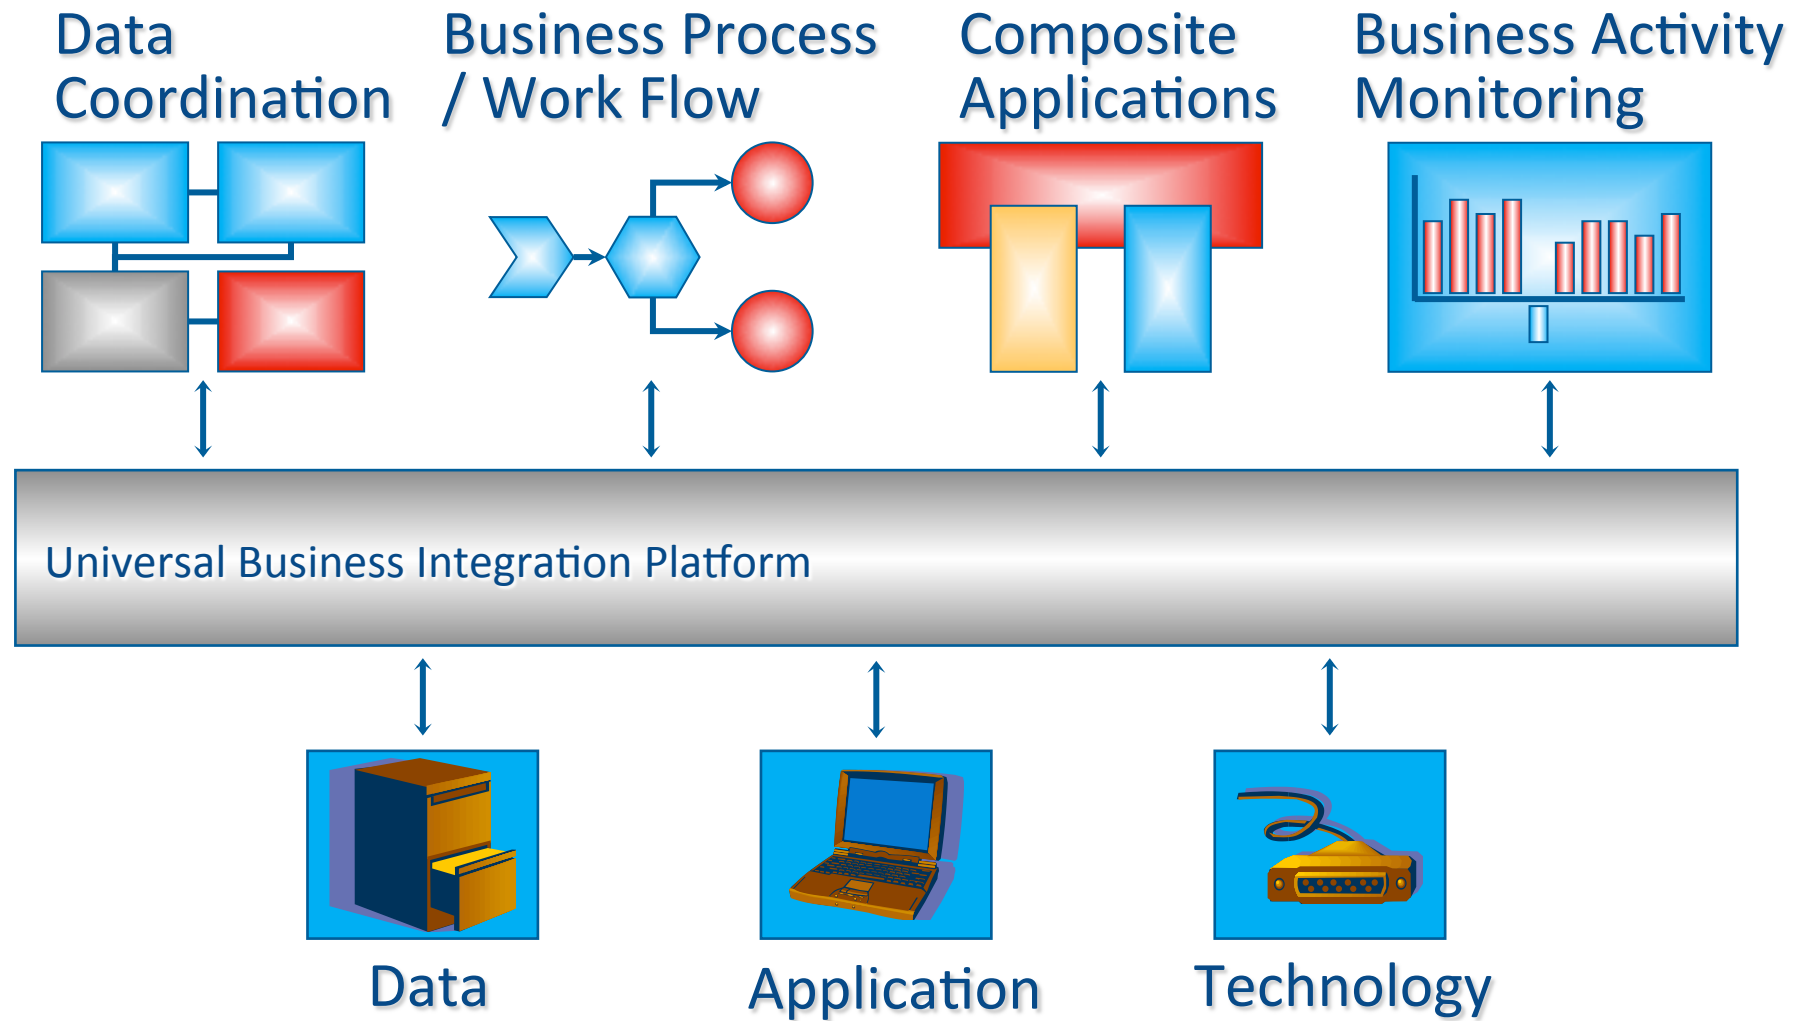 Data
Coordination
Business Process
/ Work Flow
Composite
Applications
Business Activity
Monitoring
Universal Business Integration Platform
Data
Application
Technology